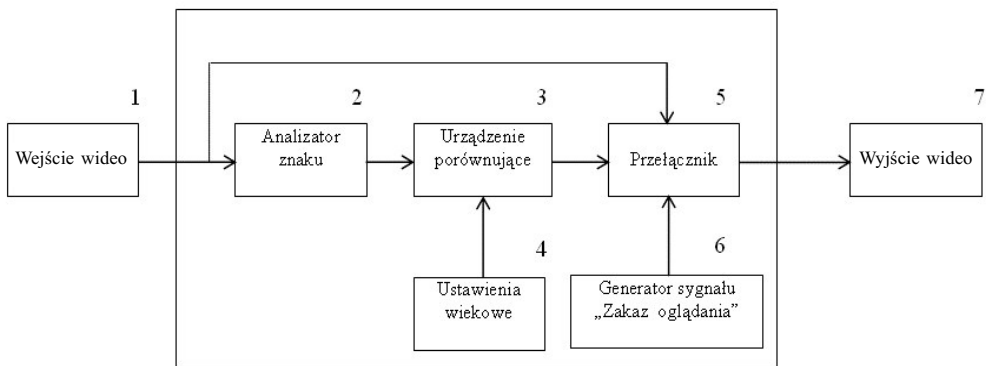 1
Wejście wideo
2
Analizator
znaku
3
Urządzenie
porównujące
5
Przełącznik
7
Wyjście wideo
4
Ustawienia
wiekowe
6
Generator sygnału
„Zakaz oglądania”